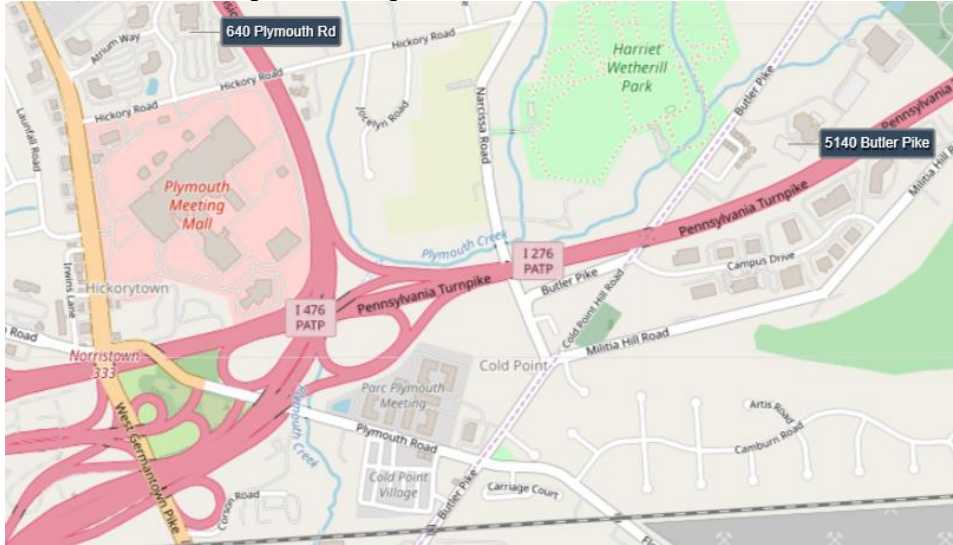 640 Plymouth Rd
Atrium Way
Hickory Road
Hickory Road
Harriet
Wetherill
Park
Butler Pike
Narcissa Road
Jocelyn Road
Launfall Road
Pennsylvania
5140 Butler Pike
Militia Hill Road
Plymouth
Meeting
Mall
Pennsylvania Turnpike
Plymouth Creek
I 276
PATP
Campus Drive
Butler Pike
Irwins Lane
Hickorytown
Pennsylvania Turnpike
I 476
PATP
Cold Point Hill Road
Road
Militia Hill Road
Norristown
333
Cold Point
Parc Plymouth
Meeting
West Germantown Pike
Plymouth Creek
Plymouth Road
Artis Road
Camburn Road
Cold Point
Village
Butler Pike
Carriage Court
Corson Road